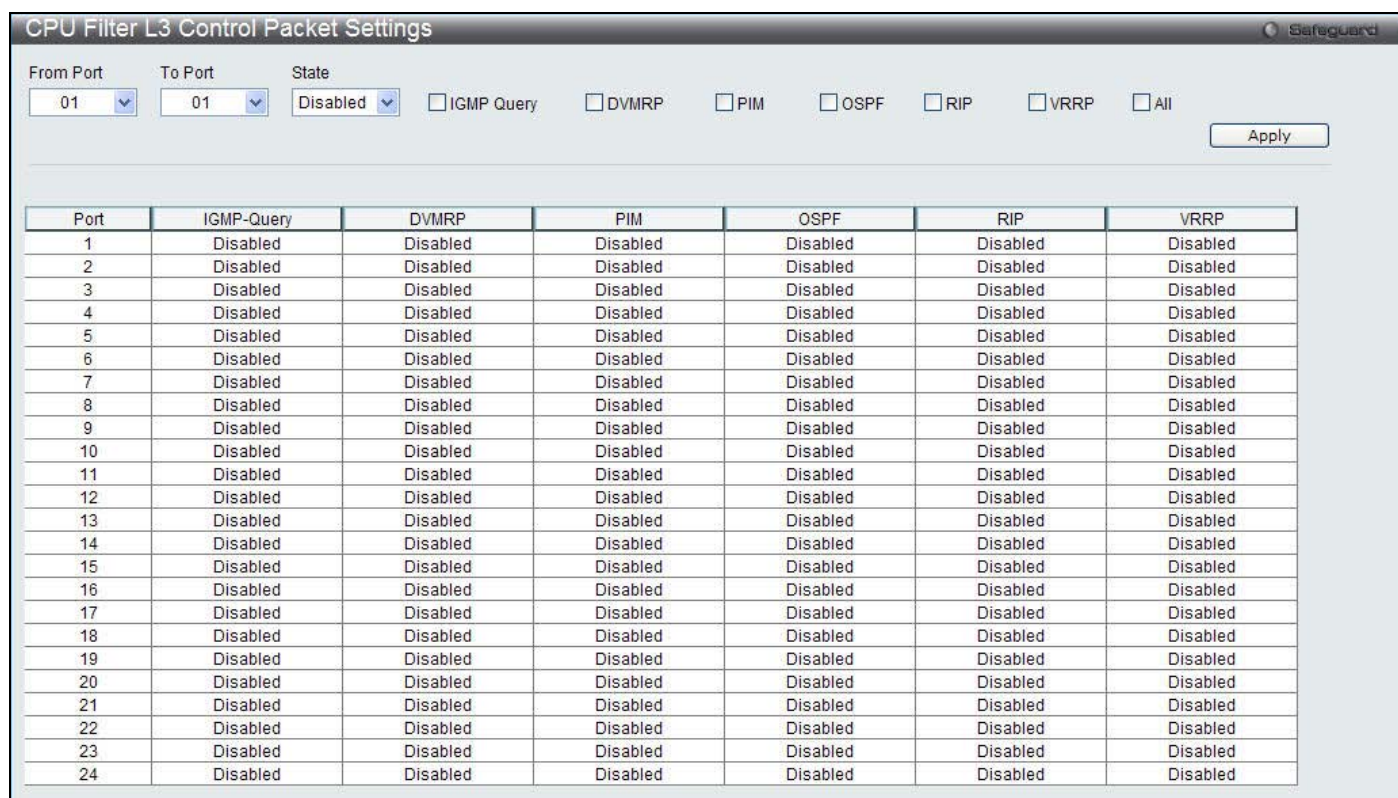 CPU Filter L3 Control Packet Settings
Safeguard
From Port To Port State
01 01 Disabled IGMP Query DVMRP PIM OSPF RIP VRRP All
Apply
Port IGMP-Query DVMRP PIM OSPF RIP VRRP
1 Disabled Disabled Disabled Disabled Disabled Disabled
2 Disabled Disabled Disabled Disabled Disabled Disabled
3 Disabled Disabled Disabled Disabled Disabled Disabled
4 Disabled Disabled Disabled Disabled Disabled Disabled
5 Disabled Disabled Disabled Disabled Disabled Disabled
6 Disabled Disabled Disabled Disabled Disabled Disabled
7 Disabled Disabled Disabled Disabled Disabled Disabled
8 Disabled Disabled Disabled Disabled Disabled Disabled
9 Disabled Disabled Disabled Disabled Disabled Disabled
10 Disabled Disabled Disabled Disabled Disabled Disabled
11 Disabled Disabled Disabled Disabled Disabled Disabled
12 Disabled Disabled Disabled Disabled Disabled Disabled
13 Disabled Disabled Disabled Disabled Disabled Disabled
14 Disabled Disabled Disabled Disabled Disabled Disabled
15 Disabled Disabled Disabled Disabled Disabled Disabled
16 Disabled Disabled Disabled Disabled Disabled Disabled
17 Disabled Disabled Disabled Disabled Disabled Disabled
18 Disabled Disabled Disabled Disabled Disabled Disabled
19 Disabled Disabled Disabled Disabled Disabled Disabled
20 Disabled Disabled Disabled Disabled Disabled Disabled
21 Disabled Disabled Disabled Disabled Disabled Disabled
22 Disabled Disabled Disabled Disabled Disabled Disabled
23 Disabled Disabled Disabled Disabled Disabled Disabled
24 Disabled Disabled Disabled Disabled Disabled Disabled